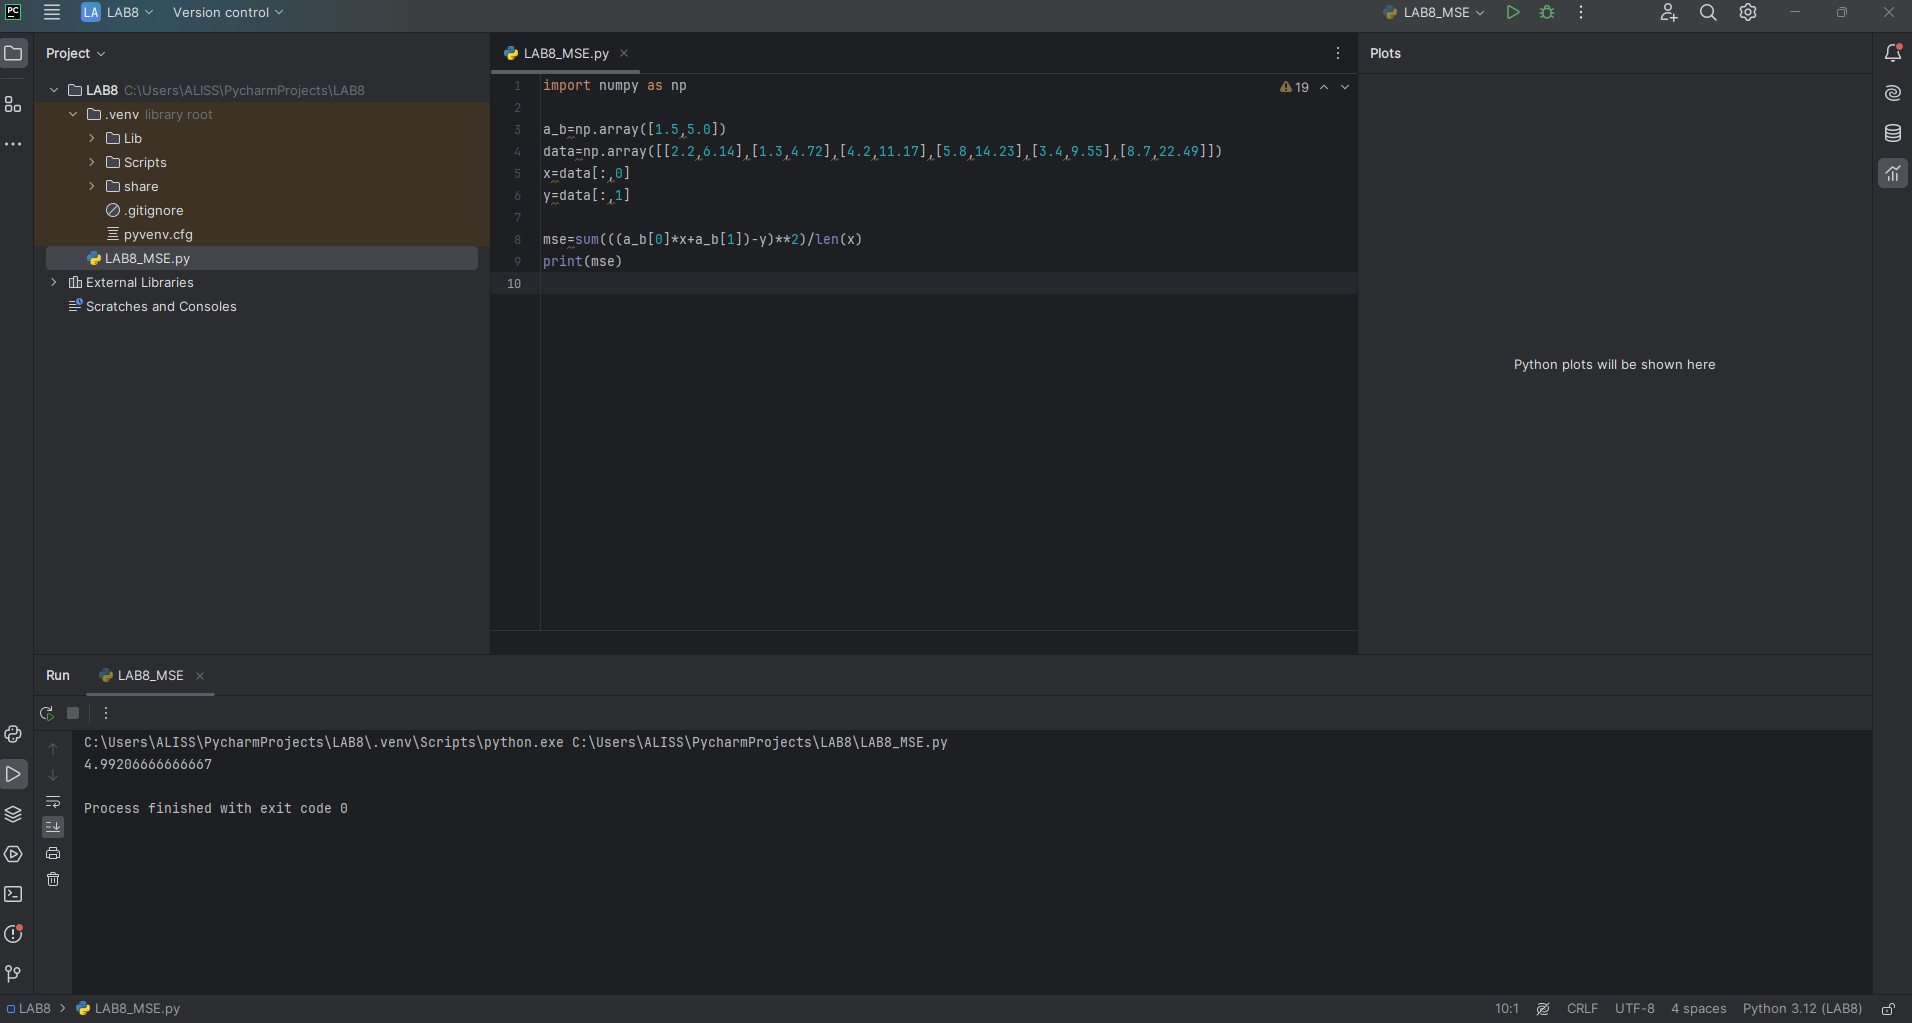 PC LA LAB8 Version control LAB8_MSE
Project
LAB8_MSE.py
Plots
LAB8 C:\Users\ALISS\PycharmProjects\LAB8
.venv library root
Lib
Scripts
share
.gitignore
pyvenv.cfg
LAB8_MSE.py
External Libraries
Scratches and Consoles
19
1 import numpy as np
2
3 a_b=np.array([1.5,5.0])
4 data=np.array([[2.2,6.14],[1.3,4.72],[4.2,11.17],[5.8,14.23],[3.4,9.55],[8.7,22.49]])
5 x=data[:,0]
6 y=data[:,1]
7
8 mse=sum(((a_b[0]*x+a_b[1])-y)**2)/len(x)
9 print(mse)
10
Python plots will be shown here
Run LAB8_MSE
C:\Users\ALISS\PycharmProjects\LAB8\.venv\Scripts\python.exe C:\Users\ALISS\PycharmProjects\LAB8\LAB8_MSE.py
4.99206666666667
Process finished with exit code 0
LAB8 LAB8_MSE.py 10:1 CRLF UTF-8 4 spaces Python 3.12 (LAB8)